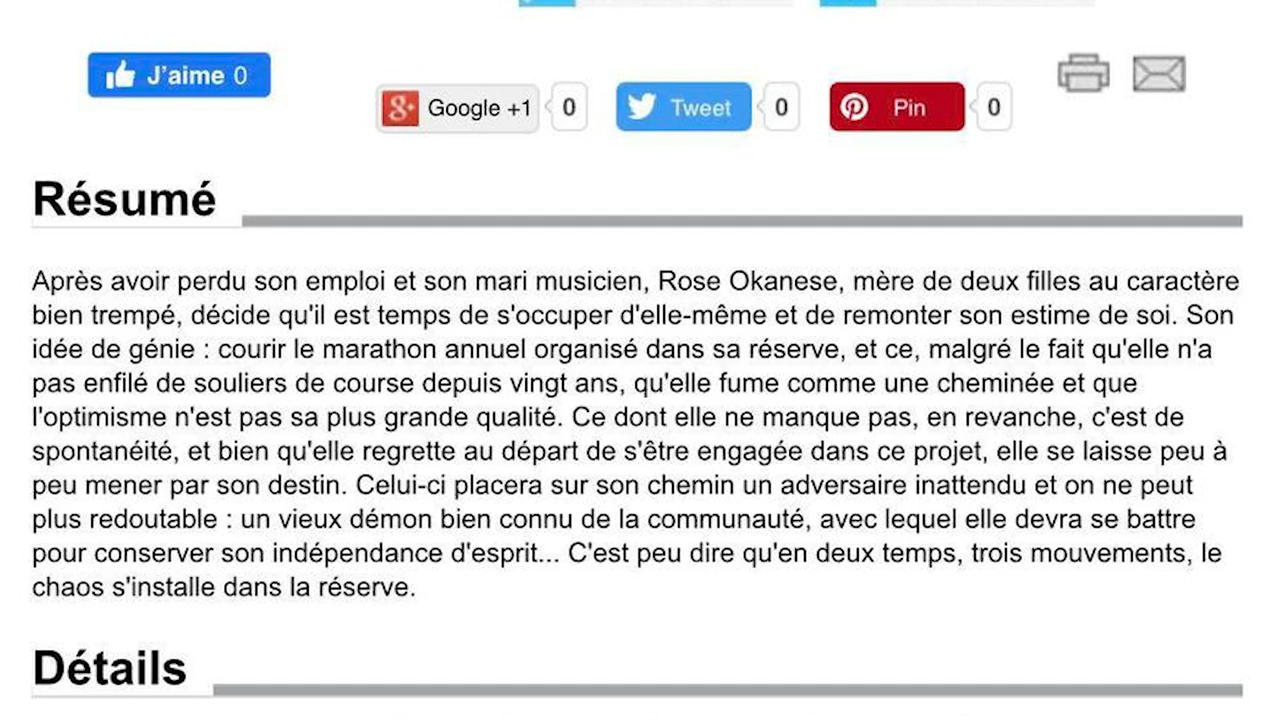 J'aime 0
Google +1 0 Tweet 0 Pin 0
Résumé
Après avoir perdu son emploi et son mari musicien, Rose Okanese, mère de deux filles au caractère
bien trempé, décide qu'il est temps de s'occuper d'elle-même et de remonter son estime de soi. Son
idée de génie : courir le marathon annuel organisé dans sa réserve, et ce, malgré le fait qu'elle n'a
pas enfilé de souliers de course depuis vingt ans, qu'elle fume comme une cheminée et que
l'optimisme n'est pas sa plus grande qualité. Ce dont elle ne manque pas, en revanche, c'est de
spontanéité, et bien qu'elle regrette au départ de s'être engagée dans ce projet, elle se laisse peu à
peu mener par son destin. Celui-ci placera sur son chemin un adversaire inattendu et on ne peut
plus redoutable : un vieux démon bien connu de la communauté, avec lequel elle devra se battre
pour conserver son indépendance d'esprit... C'est peu dire qu'en deux temps, trois mouvements, le
chaos s'installe dans la réserve.
Détails